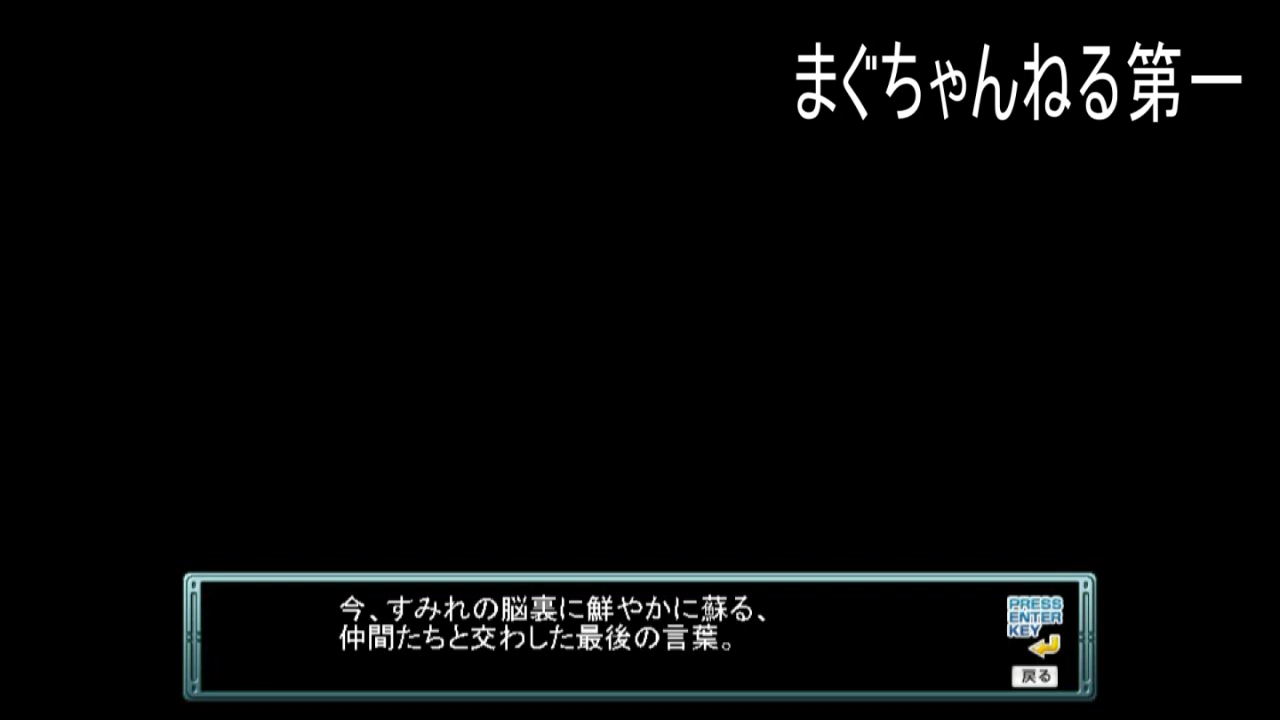 まぐちゃんねる第一
今、すみれの脳裏に鮮やかに蘇る、
仲間たちと交わした最後の言葉。
PRESS
ENTER
KEY
戻る